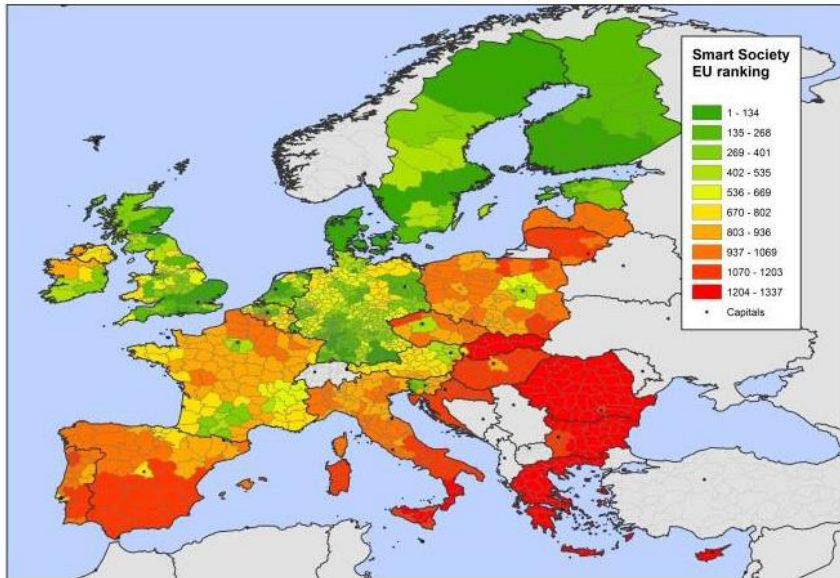 Smart Society
EU ranking
1 - 134
135 - 268
269 - 401
402 - 535
536 - 669
670 - 802
803 - 936
937 - 1069
1070 - 1203
1204 - 1337
Capitals